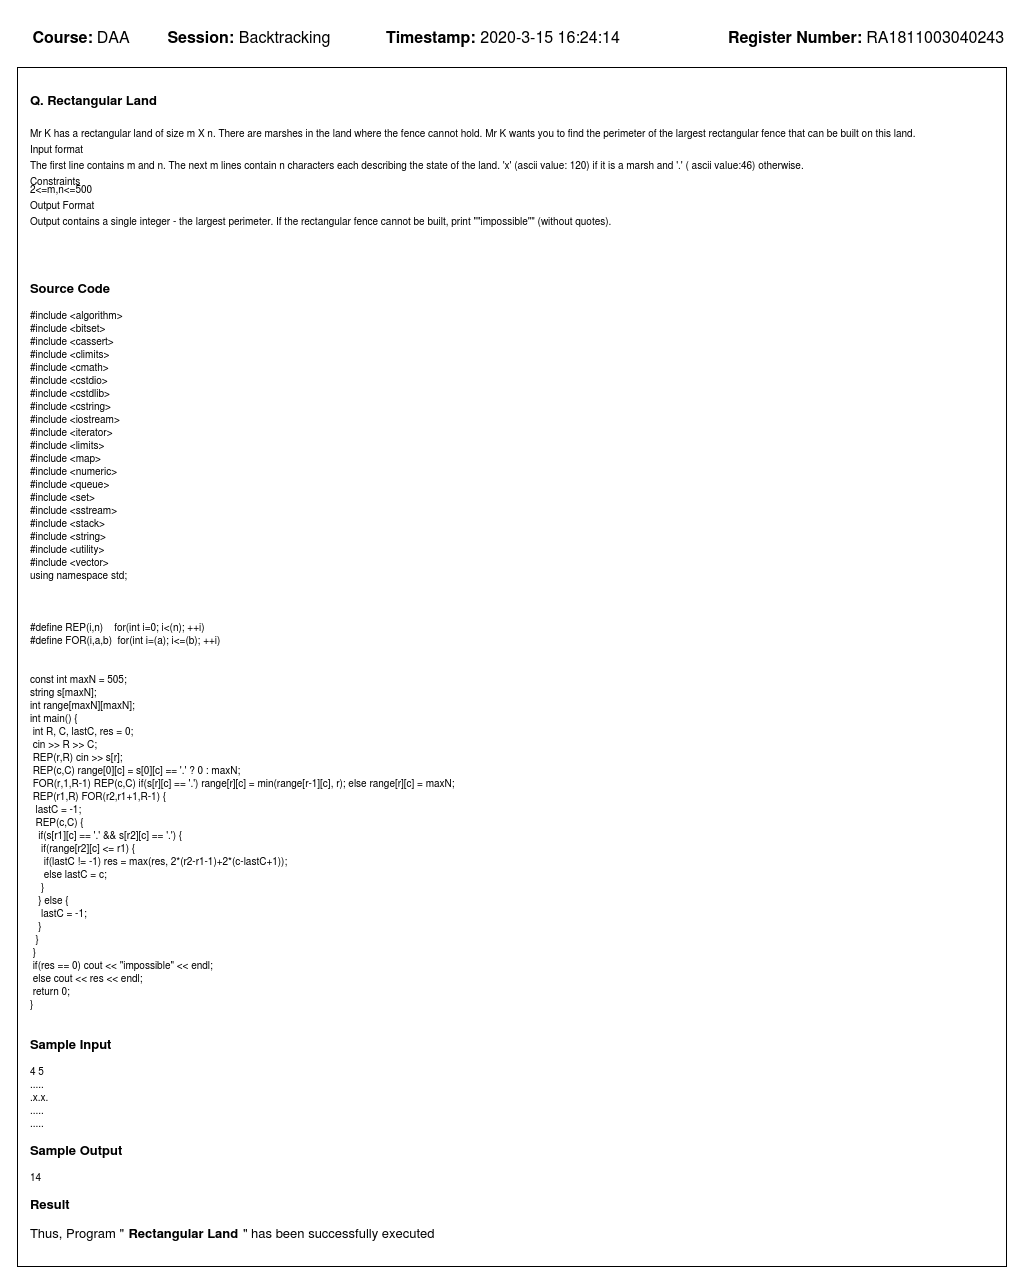 Course: DAA Session: Backtracking Timestamp: 2020-3-15 16:24:14 Register Number: RA1811003040243
Q. Rectangular Land
Mr K has a rectangular land of size m X n. There are marshes in the land where the fence cannot hold. Mr K wants you to find the perimeter of the largest rectangular fence that can be built on this land.
Input format
The first line contains m and n. The next m lines contain n characters each describing the state of the land. 'x' (ascii value: 120) if it is a marsh and '.' ( ascii value:46) otherwise.
Constraints
2<=m,n<=500
Output Format
Output contains a single integer - the largest perimeter. If the rectangular fence cannot be built, print ""impossible"" (without quotes).
Source Code
#include <algorithm>
#include <bitset>
#include <cassert>
#include <climits>
#include <cmath>
#include <cstdio>
#include <cstdlib>
#include <cstring>
#include <iostream>
#include <iterator>
#include <limits>
#include <map>
#include <numeric>
#include <queue>
#include <set>
#include <sstream>
#include <stack>
#include <string>
#include <utility>
#include <vector>
using namespace std;
#define REP(i,n)    for(int i=0; i<(n); ++i)
#define FOR(i,a,b)  for(int i=(a); i<=(b); ++i)
const int maxN = 505;
string s[maxN];
int range[maxN][maxN];
int main() {
 int R, C, lastC, res = 0;
 cin >> R >> C;
 REP(r,R) cin >> s[r];
 REP(c,C) range[0][c] = s[0][c] == '.' ? 0 : maxN;
 FOR(r,1,R-1) REP(c,C) if(s[r][c] == '.') range[r][c] = min(range[r-1][c], r); else range[r][c] = maxN;
 REP(r1,R) FOR(r2,r1+1,R-1) {
  lastC = -1;
  REP(c,C) {
   if(s[r1][c] == '.' && s[r2][c] == '.') {
    if(range[r2][c] <= r1) {
     if(lastC != -1) res = max(res, 2*(r2-r1-1)+2*(c-lastC+1));
     else lastC = c;
    }
   } else {
    lastC = -1;
   }
  }
 }
 if(res == 0) cout << "impossible" << endl;
 else cout << res << endl;
 return 0;
}
Sample Input
4 5
.....
.x.x.
.....
.....
Sample Output
14
Result
Thus, Program " Rectangular Land " has been successfully executed